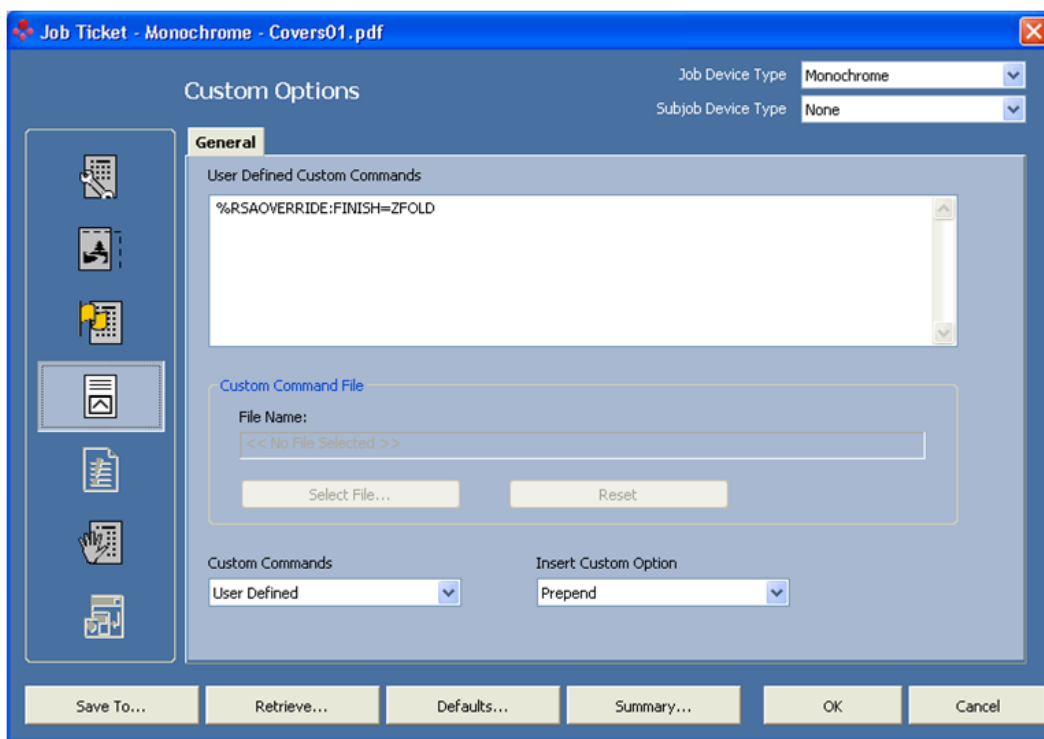 Job Ticket - Monochrome - Covers01.pdf
Custom Options
Job Device Type
Monochrome
Subjob Device Type
None
General
User Defined Custom Commands
%RSAOVERRIDE:FINISH=ZFOLD
Custom Command File
File Name:
<< No File Selected >>
Select File...
Reset
Custom Commands
Insert Custom Option
User Defined
Prepend
Save To...
Retrieve...
Defaults...
Summary...
OK
Cancel